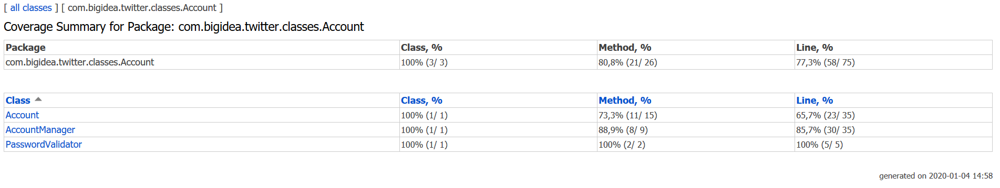 [ all classes ] [ com.bigidea.twitter.classes.Account ]
Coverage Summary for Package: com.bigidea.twitter.classes.Account
Package Class, % Method, % Line, %
com.bigidea.twitter.classes.Account 100% (3/ 3) 80,8% (21/ 26) 77,3% (58/ 75)
Class Class, % Method, % Line, %
Account 100% (1/ 1) 73,3% (11/ 15) 65,7% (23/ 35)
AccountManager 100% (1/ 1) 88,9% (8/ 9) 85,7% (30/ 35)
PasswordValidator 100% (1/ 1) 100% (2/ 2) 100% (5/ 5)
generated on 2020-01-04 14:58